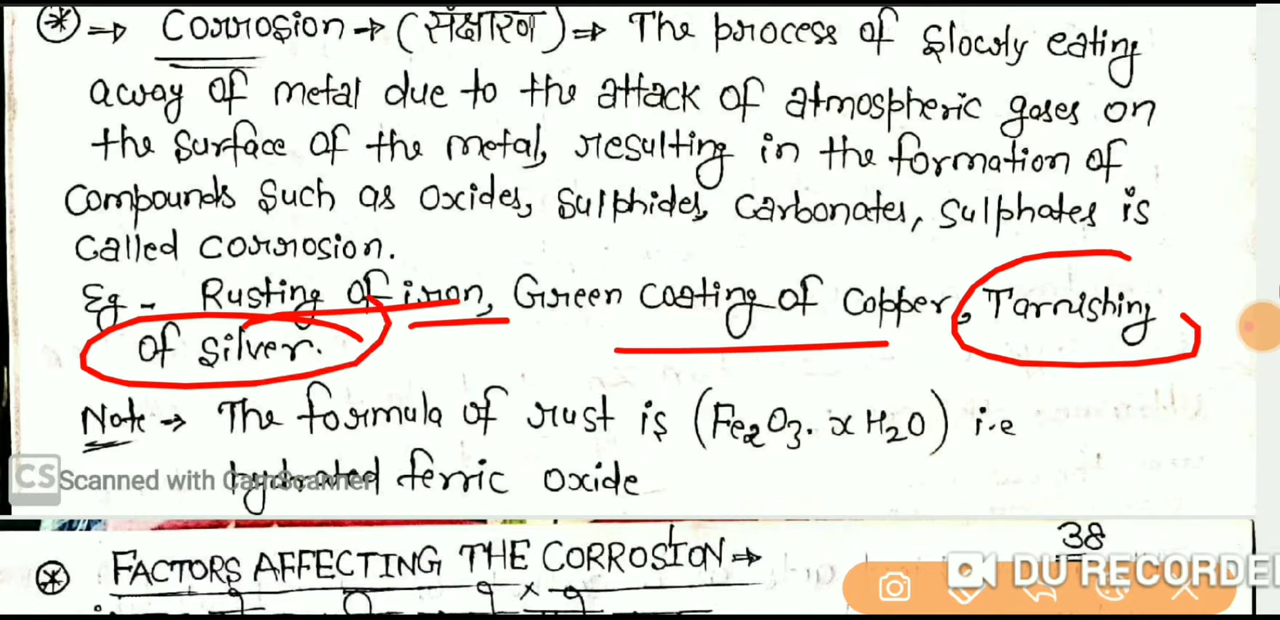 ⊛ ⇒ Corrosion → (संक्षारण) ⇒ The process of slowly eating
away of metal due to the attack of atmospheric gases on
the surface of the metal, resulting in the formation of
compounds such as oxides, sulphides, carbonates, sulphates is
called corrosion.
Eg - Rusting of iron, Green coating of copper, Tarnishing
of silver.
Note → The formula of rust is (Fe₂O₃. x H₂O) i.e
hydrated ferric oxide
CS Scanned with CamScanner
38
⊛ FACTORS AFFECTING THE CORROSION ⇒
DU RECORDE